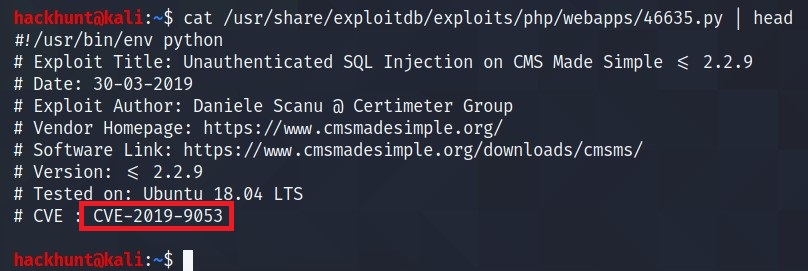 hackhunt@kali:~$ cat /usr/share/exploitdb/exploits/php/webapps/46635.py | head
#!/usr/bin/env python
# Exploit Title: Unauthenticated SQL Injection on CMS Made Simple <= 2.2.9
# Date: 30-03-2019
# Exploit Author: Daniele Scanu @ Certimeter Group
# Vendor Homepage: https://www.cmsmadesimple.org/
# Software Link: https://www.cmsmadesimple.org/downloads/cmsms/
# Version: <= 2.2.9
# Tested on: Ubuntu 18.04 LTS
# CVE : CVE-2019-9053
hackhunt@kali:~$